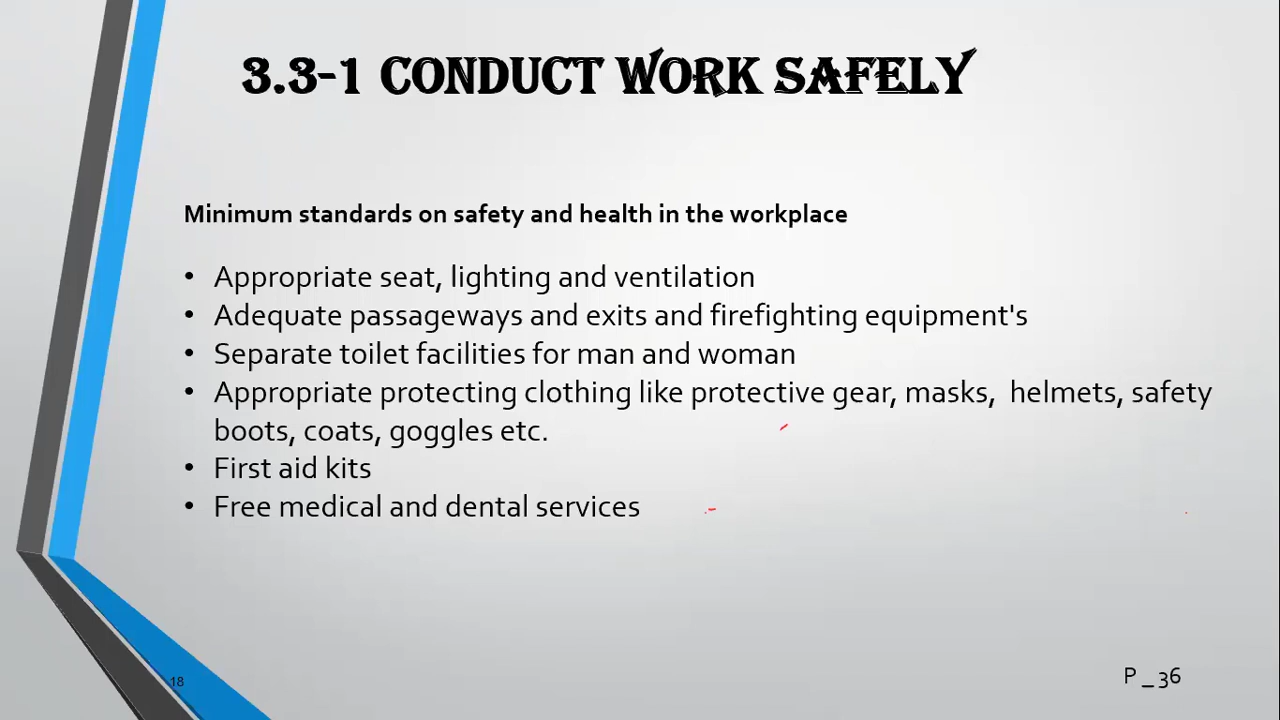 3.3-1 CONDUCT WORK SAFELY
Minimum standards on safety and health in the workplace
• Appropriate seat, lighting and ventilation
• Adequate passageways and exits and firefighting equipment's
• Separate toilet facilities for man and woman
• Appropriate protecting clothing like protective gear, masks,  helmets, safety
boots, coats, goggles etc.
• First aid kits
• Free medical and dental services
18
P _ 36